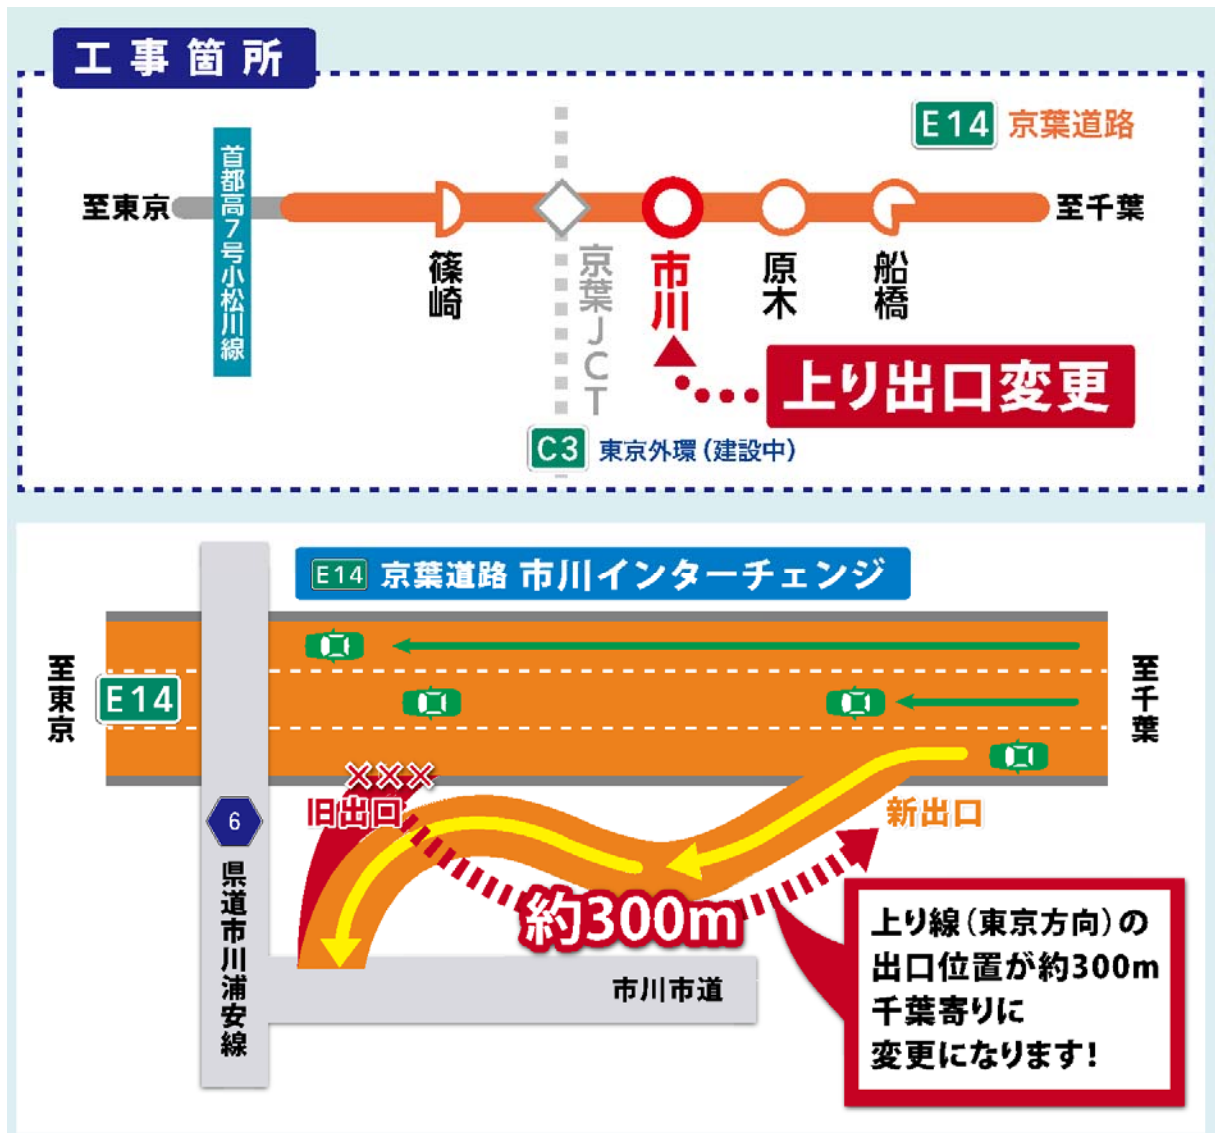 工事箇所
E14 京葉道路
至東京
首都高7号小松川線
篠崎
京葉JCT
市川
原木
船橋
至千葉
上り出口変更
C3 東京外環（建設中）
E14 京葉道路 市川インターチェンジ
至東京
E14
至千葉
×××
旧出口
新出口
6
県道市川浦安線
約300m
市川市道
上り線（東京方向）の
出口位置が約300m
千葉寄りに
変更になります！